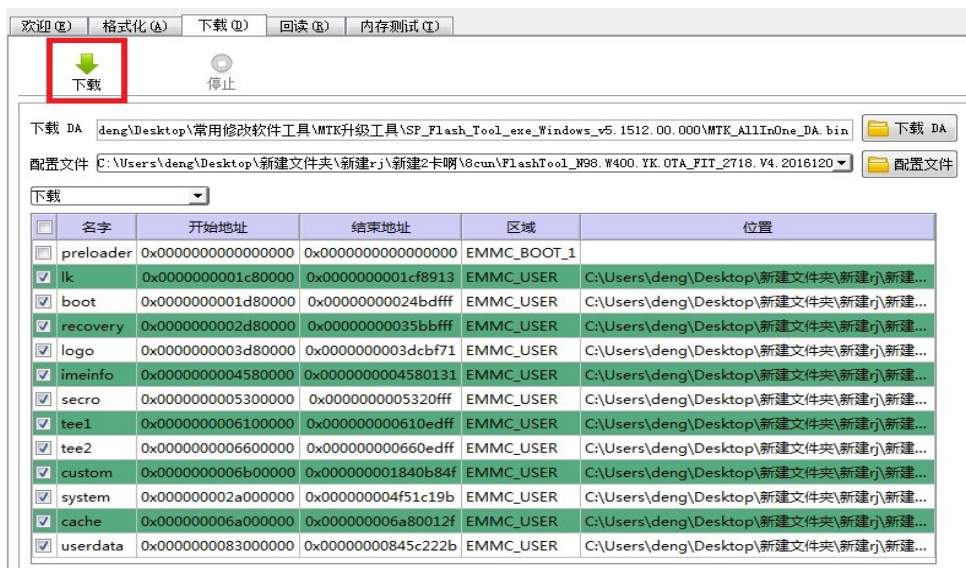 欢迎(E) 格式化(A) 下载(D) 回读(R) 内存测试(T)
下载 停止
下载 DA deng\Desktop\常用修改软件工具\MTK升级工具\SP_Flash_Tool_exe_Windows_v5.1512.00.000\MTK_AllInOne_DA.bin 下载 DA
配置文件 C:\Users\deng\Desktop\新建文件夹\新建rj\新建2卡啊\8cun\FlashTool_N98.W400.YK.OTA_FIT_2718.V4.2016120 配置文件
下载
名字 开始地址 结束地址 区域 位置
preloader 0x0000000000000000 0x0000000000000000 EMMC_BOOT_1
lk 0x0000000001c80000 0x0000000001cf8913 EMMC_USER C:\Users\deng\Desktop\新建文件夹\新建rj\新建...
boot 0x0000000001d80000 0x00000000024bdfff EMMC_USER C:\Users\deng\Desktop\新建文件夹\新建rj\新建...
recovery 0x0000000002d80000 0x00000000035bbfff EMMC_USER C:\Users\deng\Desktop\新建文件夹\新建rj\新建...
logo 0x0000000003d80000 0x0000000003dcbf71 EMMC_USER C:\Users\deng\Desktop\新建文件夹\新建rj\新建...
imeinfo 0x0000000004580000 0x0000000004580131 EMMC_USER C:\Users\deng\Desktop\新建文件夹\新建rj\新建...
secro 0x0000000005300000 0x0000000005320fff EMMC_USER C:\Users\deng\Desktop\新建文件夹\新建rj\新建...
tee1 0x0000000006100000 0x000000000610edff EMMC_USER C:\Users\deng\Desktop\新建文件夹\新建rj\新建...
tee2 0x0000000006600000 0x000000000660edff EMMC_USER C:\Users\deng\Desktop\新建文件夹\新建rj\新建...
custom 0x0000000006b00000 0x000000001840b84f EMMC_USER C:\Users\deng\Desktop\新建文件夹\新建rj\新建...
system 0x000000002a000000 0x000000004f51c19b EMMC_USER C:\Users\deng\Desktop\新建文件夹\新建rj\新建...
cache 0x000000006a000000 0x000000006a80012f EMMC_USER C:\Users\deng\Desktop\新建文件夹\新建rj\新建...
userdata 0x0000000083000000 0x00000000845c222b EMMC_USER C:\Users\deng\Desktop\新建文件夹\新建rj\新建...